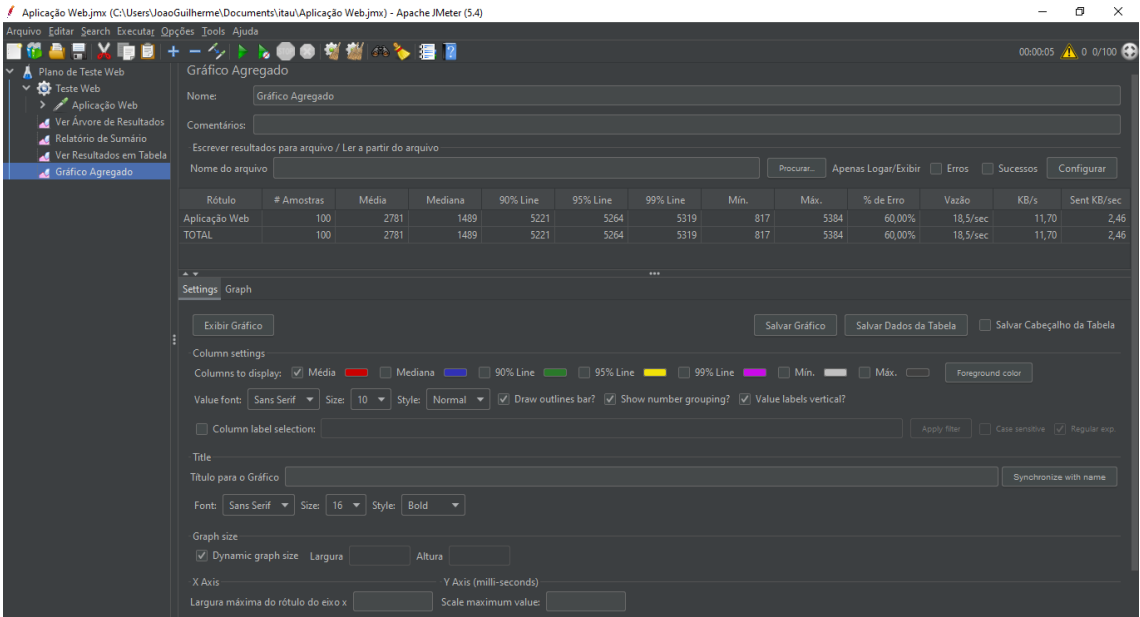 Aplicação Web.jmx (C:\Users\JoaoGuilherme\Documents\itau\Aplicação Web.jmx) - Apache JMeter (5.4)
Arquivo Editar Search Executar Opções Tools Ajuda
00:00:05 0 0/100
Plano de Teste Web
Teste Web
Aplicação Web
Ver Árvore de Resultados
Relatório de Sumário
Ver Resultados em Tabela
Gráfico Agregado
Gráfico Agregado
Nome: Gráfico Agregado
Comentários:
Escrever resultados para arquivo / Ler a partir do arquivo
Nome do arquivo Procurar... Apenas Logar/Exibir Erros Sucessos Configurar
Rótulo # Amostras Média Mediana 90% Line 95% Line 99% Line Mín. Máx. % de Erro Vazão KB/s Sent KB/sec
Aplicação Web 100 2781 1489 5221 5264 5319 817 5384 60,00% 18,5/sec 11,70 2,46
TOTAL 100 2781 1489 5221 5264 5319 817 5384 60,00% 18,5/sec 11,70 2,46
Settings Graph
Exibir Gráfico Salvar Gráfico Salvar Dados da Tabela Salvar Cabeçalho da Tabela
Column settings
Columns to display: Média Mediana 90% Line 95% Line 99% Line Mín. Máx. Foreground color
Value font: Sans Serif Size: 10 Style: Normal Draw outlines bar? Show number grouping? Value labels vertical?
Column label selection: Apply filter Case sensitive Regular exp.
Title
Título para o Gráfico Synchronize with name
Font: Sans Serif Size: 16 Style: Bold
Graph size
Dynamic graph size Largura Altura
X Axis Y Axis (milli-seconds)
Largura máxima do rótulo do eixo x Scale maximum value: